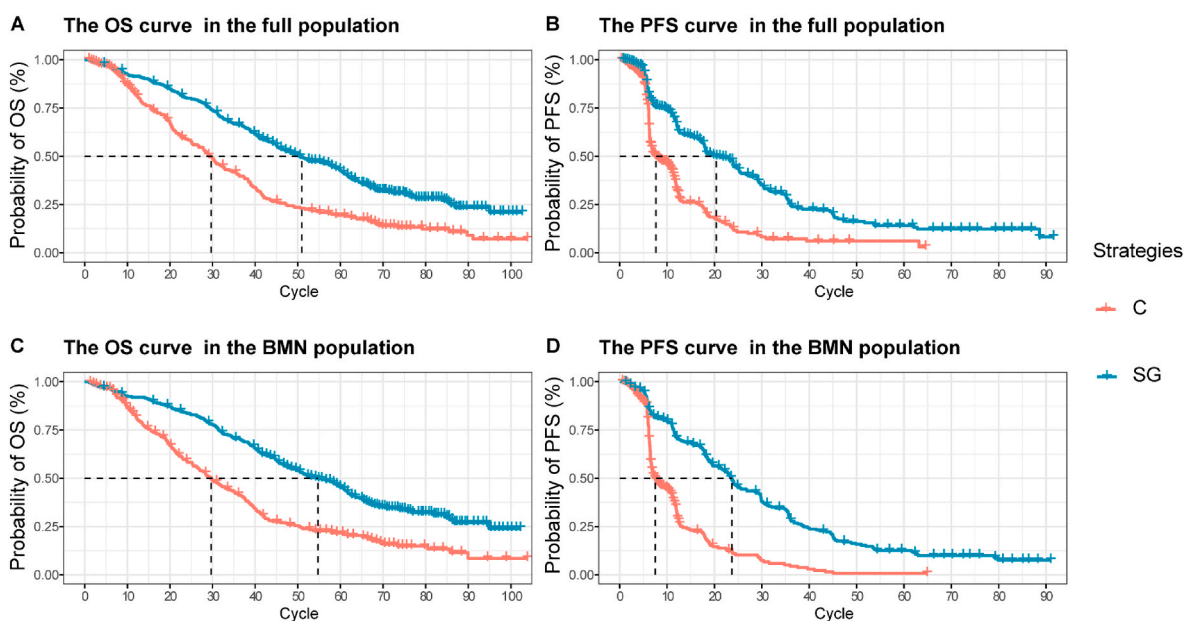 A The OS curve in the full population
Probability of OS (%)
1.00
0.75
0.50
0.25
0.00
0 10 20 30 40 50 60 70 80 90 100
Cycle
B The PFS curve in the full population
Probability of PFS (%)
1.00
0.75
0.50
0.25
0.00
0 10 20 30 40 50 60 70 80 90
Cycle
Strategies
C
SG
C The OS curve in the BMN population
Probability of OS (%)
1.00
0.75
0.50
0.25
0.00
0 10 20 30 40 50 60 70 80 90 100
Cycle
D The PFS curve in the BMN population
Probability of PFS (%)
1.00
0.75
0.50
0.25
0.00
0 10 20 30 40 50 60 70 80 90
Cycle